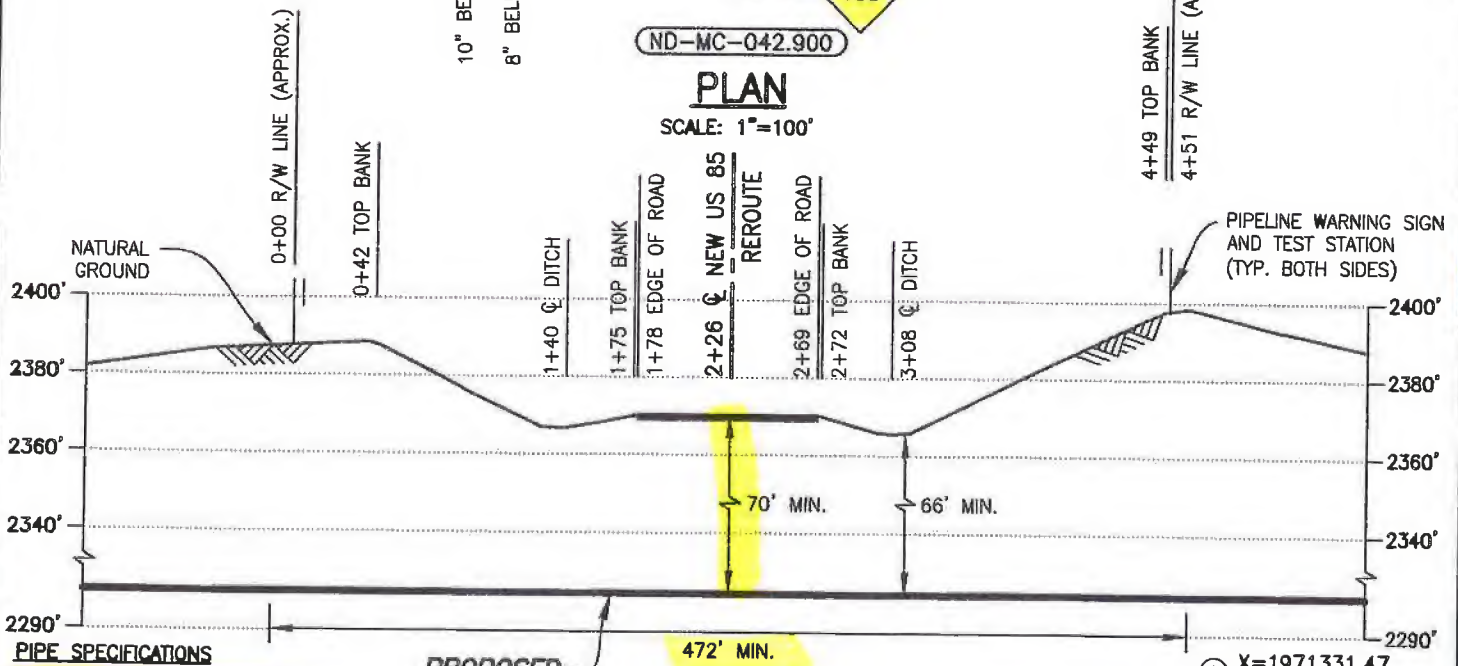 10" BE
8" BEL
ND-MC-042.900
PLAN
SCALE: 1"=100'
0+00 R/W LINE (APPROX.)
0+42 TOP BANK
1+40 ℄ DITCH
1+75 TOP BANK
1+78 EDGE OF ROAD
2+26 ℄ NEW US 85
REROUTE
2+69 EDGE OF ROAD
2+72 TOP BANK
3+08 ℄ DITCH
4+49 TOP BANK
4+51 R/W LINE (A
NATURAL
GROUND
PIPELINE WARNING SIGN
AND TEST STATION
(TYP. BOTH SIDES)
2400'
2400'
2380'
2380'
2360'
2360'
70' MIN.
66' MIN.
2340'
2340'
2290'
2290'
472' MIN.
PIPE SPECIFICATIONS
PROPOSED
X=1971331.47